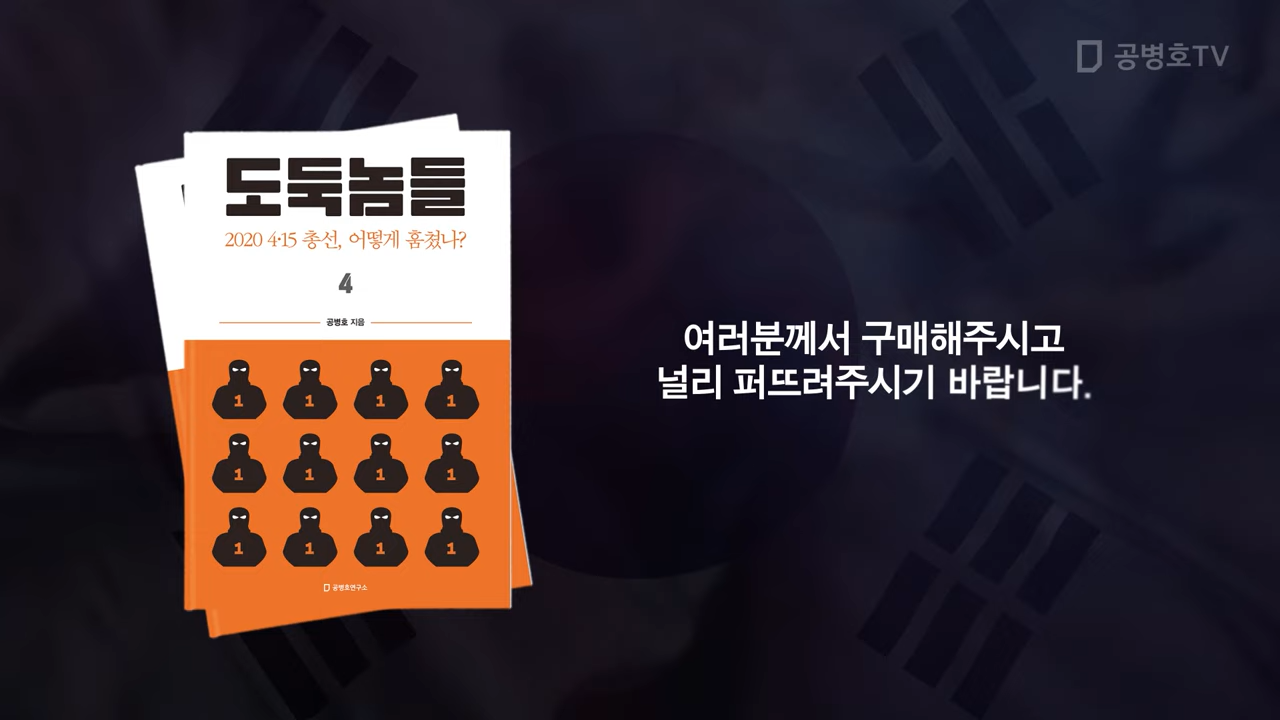 공병호TV
도둑놈들
2020 4·15 총선, 어떻게 훔쳤나?
4
공병호 지음
1 1 1 1
1 1 1 1
1 1 1 1
공병호연구소
여러분께서 구매해주시고
널리 퍼뜨려주시기 바랍니다.